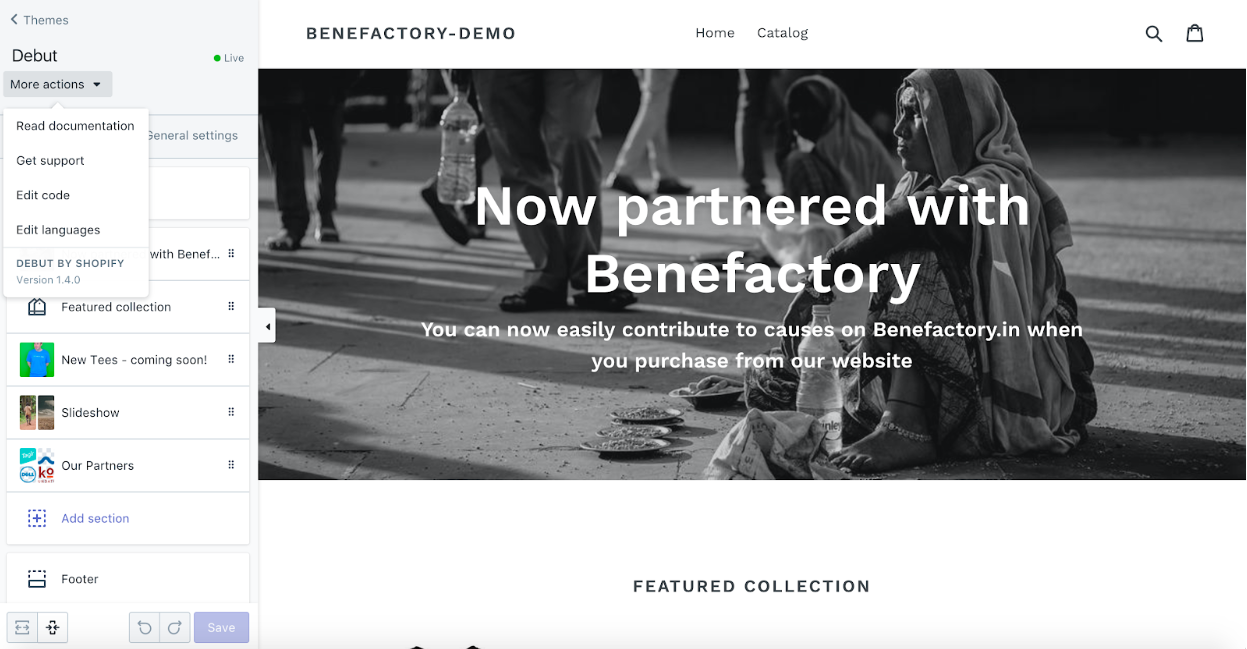 Themes
Debut
Live
More actions
Read documentation
Get support
Edit code
Edit languages
DEBUT BY SHOPIFY
Version 1.4.0
General settings
with Benef...
Featured collection
New Tees - coming soon!
Slideshow
Our Partners
Add section
Footer
Save
BENEFACTORY-DEMO
Home
Catalog
Now partnered with
Benefactory
You can now easily contribute to causes on Benefactory.in when
you purchase from our website
FEATURED COLLECTION